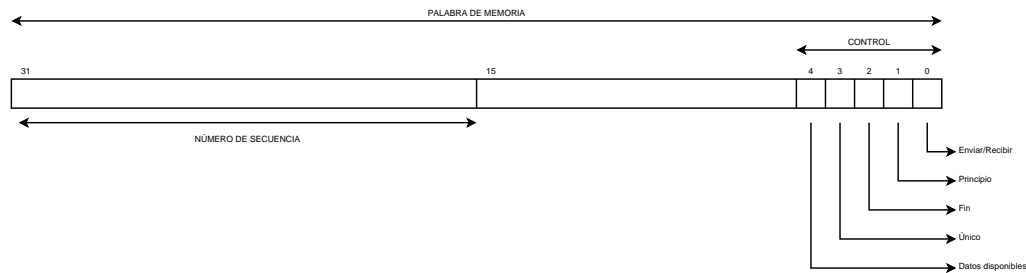 PALABRA DE MEMORIA
CONTROL
31 15 4 3 2 1 0
NÚMERO DE SECUENCIA
Enviar/Recibir
Principio
Fin
Único
Datos disponibles